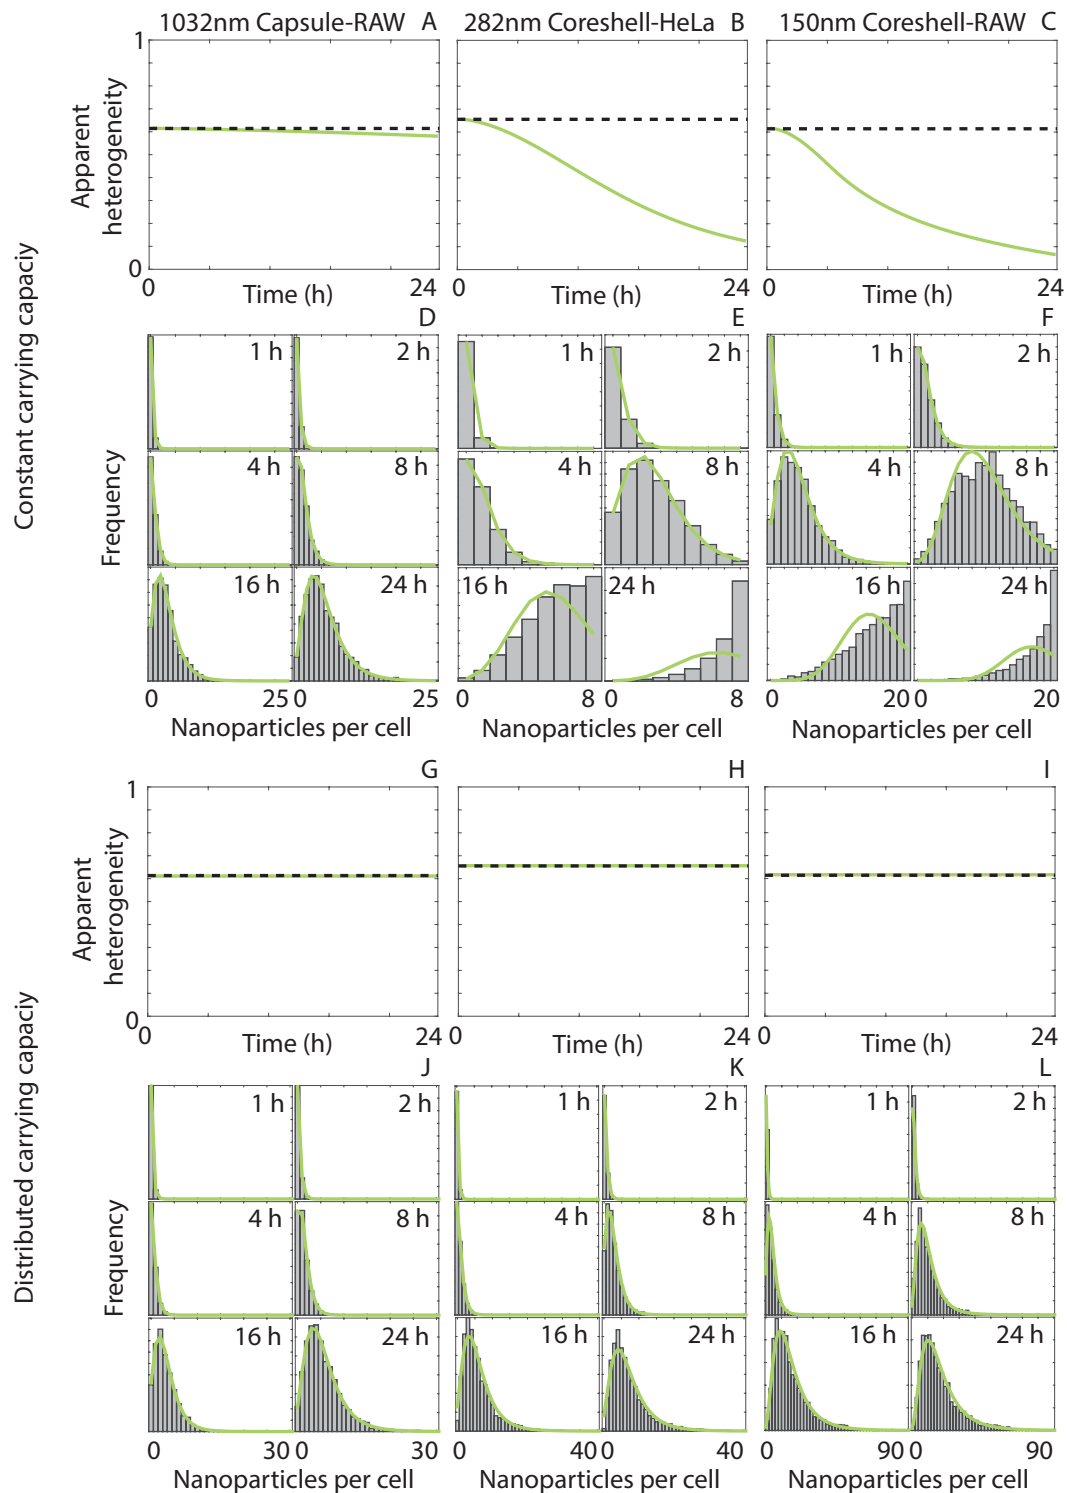 1032nm Capsule-RAW A 282nm Coreshell-HeLa B 150nm Coreshell-RAW C
1
Apparent heterogeneity
0
0 Time (h) 24 0 Time (h) 24 0 Time (h) 24
Constant carrying capaciy
D E F
1 h 2 h 1 h 2 h 1 h 2 h
Frequency
4 h 8 h 4 h 8 h 4 h 8 h
16 h 24 h 16 h 24 h 16 h 24 h
0 25 0 25 0 8 0 8 0 20 0 20
Nanoparticles per cell Nanoparticles per cell Nanoparticles per cell
G H I
1
Apparent heterogeneity
0
0 Time (h) 24 0 Time (h) 24 0 Time (h) 24
Distributed carrying capaciy
J K L
1 h 2 h 1 h 2 h 1 h 2 h
Frequency
4 h 8 h 4 h 8 h 4 h 8 h
16 h 24 h 16 h 24 h 16 h 24 h
0 30 0 30 0 40 0 40 0 90 0 90
Nanoparticles per cell Nanoparticles per cell Nanoparticles per cell